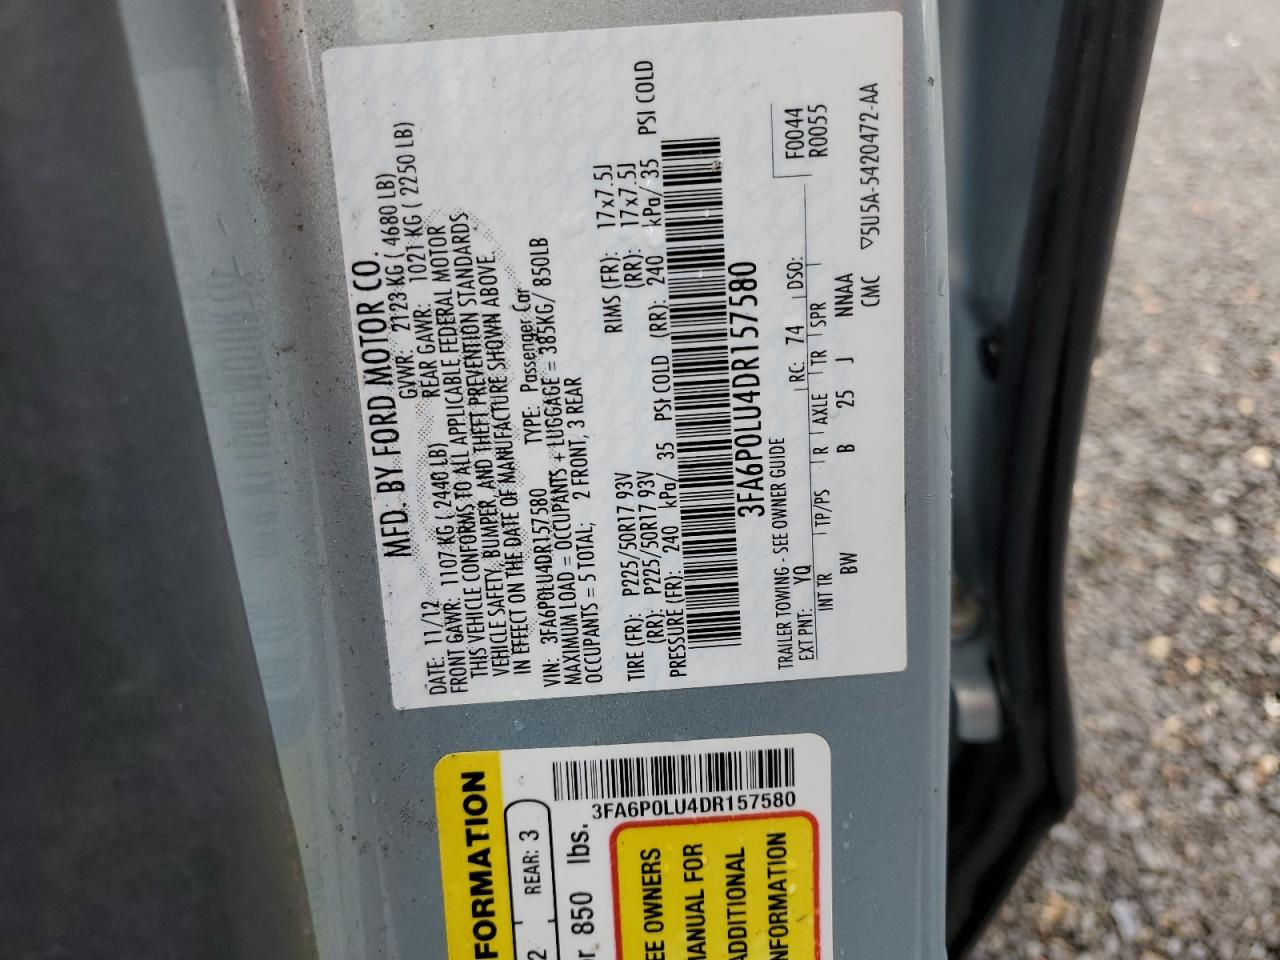 MFD. BY FORD MOTOR CO.
DATE: 11/12 GVWR: 2123 KG ( 4680 LB)
FRONT GAWR: 1107 KG ( 2440 LB) REAR GAWR: 1021 KG ( 2250 LB)
THIS VEHICLE CONFORMS TO ALL APPLICABLE FEDERAL MOTOR
VEHICLE SAFETY, BUMPER, AND THEFT PREVENTION STANDARDS
IN EFFECT ON THE DATE OF MANUFACTURE SHOWN ABOVE.
VIN: 3FA6P0LU4DR157580 TYPE: Passenger Car
MAXIMUM LOAD = OCCUPANTS + LUGGAGE = 385KG/ 850LB
OCCUPANTS = 5 TOTAL; 2 FRONT, 3 REAR
TIRE (FR): P225/50R17 93V RIMS (FR): 17x7.5J
(RR): P225/50R17 93V (RR): 17x7.5J
PRESSURE (FR): 240 kPa/ 35 PSI COLD (RR): 240 kPa/ 35 PSI COLD
3FA6P0LU4DR157580
TRAILER TOWING - SEE OWNER GUIDE
EXT PNT: YQ RC: 74 DSO: F0044
R0055
INT TR TP/PS R AXLE TR SPR
BW B 25 J NNAA
CMC ▽5U5A-5420472-AA
3FA6P0LU4DR157580
FORMATION
2 REAR: 3
r 850 lbs.
EE OWNERS
MANUAL FOR
ADDITIONAL
NFORMATION